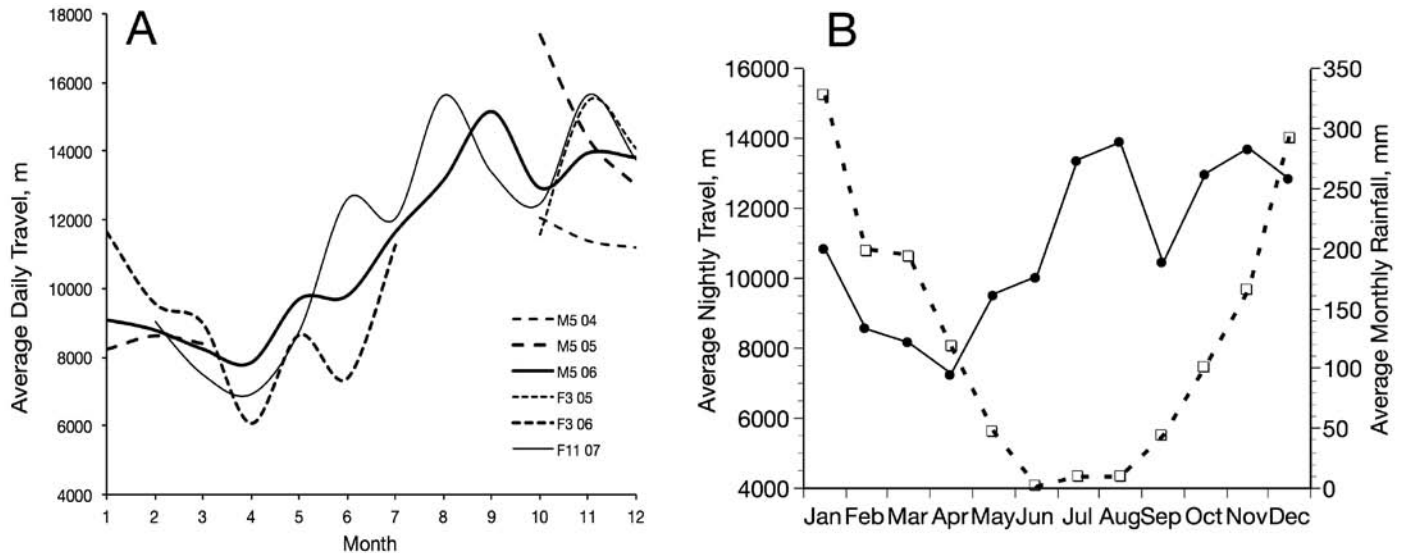 A
18000
16000
14000
12000
10000
8000
6000
4000
Average Daily Travel, m
1 2 3 4 5 6 7 8 9 10 11 12
Month
M5 04
M5 05
M5 06
F3 05
F3 06
F11 07
B
16000
14000
12000
10000
8000
6000
4000
Average Nightly Travel, m
350
300
250
200
150
100
50
0
Average Monthly Rainfall, mm
Jan Feb Mar Apr May Jun Jul Aug Sep Oct Nov Dec